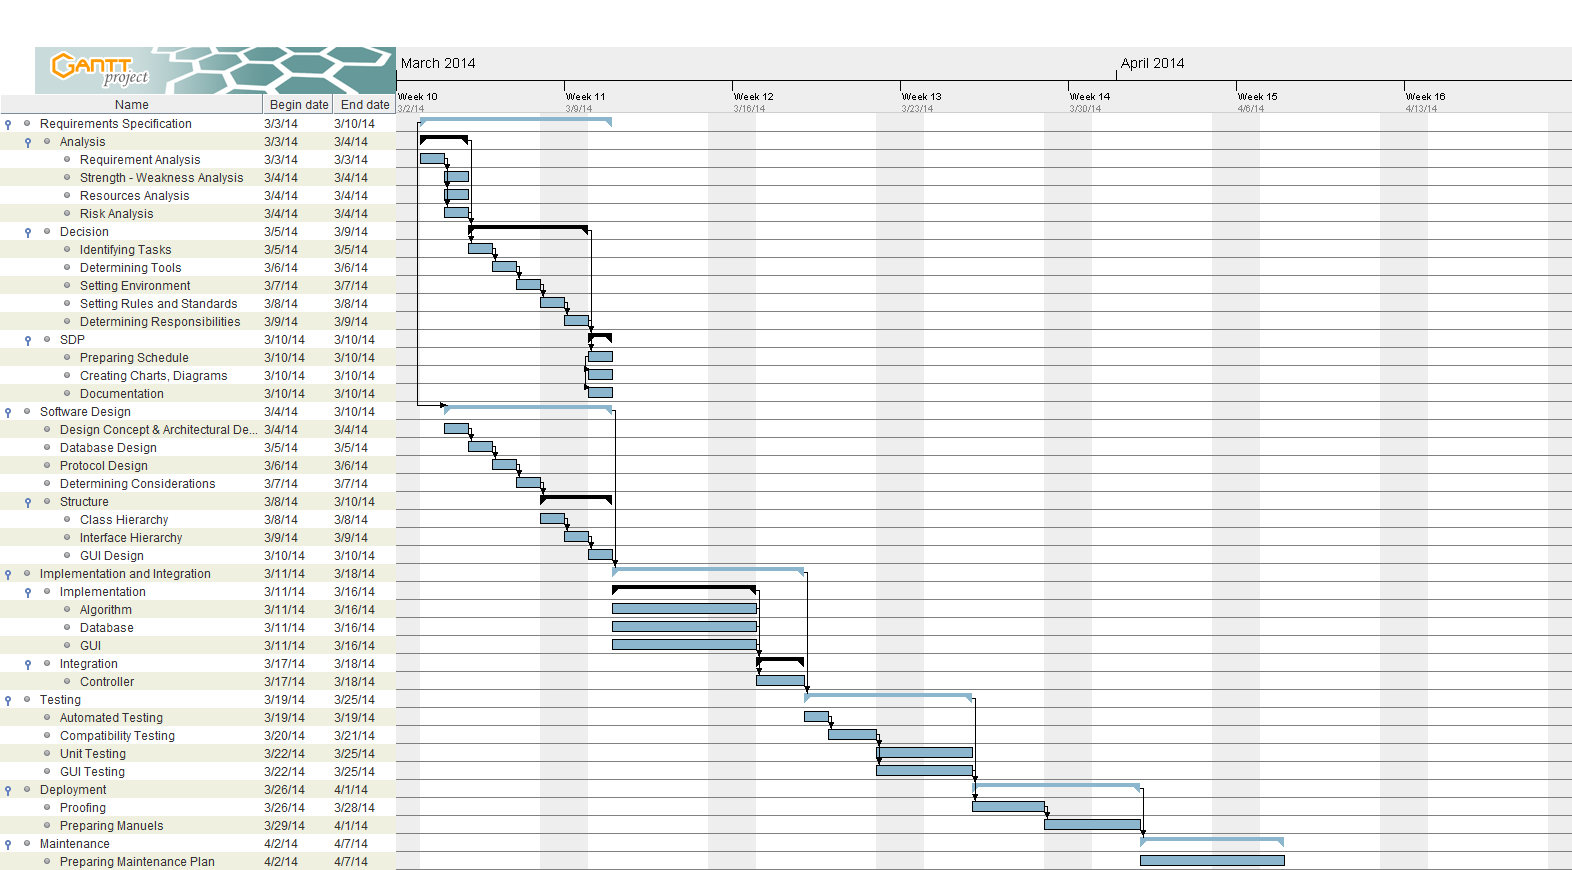 GANTT
project
March 2014
April 2014
Name Begin date End date
Week 10 Week 11 Week 12 Week 13 Week 14 Week 15 Week 16
3/2/14 3/9/14 3/16/14 3/23/14 3/30/14 4/6/14 4/13/14
Requirements Specification 3/3/14 3/10/14
Analysis 3/3/14 3/4/14
Requirement Analysis 3/3/14 3/3/14
Strength - Weakness Analysis 3/4/14 3/4/14
Resources Analysis 3/4/14 3/4/14
Risk Analysis 3/4/14 3/4/14
Decision 3/5/14 3/9/14
Identifying Tasks 3/5/14 3/5/14
Determining Tools 3/6/14 3/6/14
Setting Environment 3/7/14 3/7/14
Setting Rules and Standards 3/8/14 3/8/14
Determining Responsibilities 3/9/14 3/9/14
SDP 3/10/14 3/10/14
Preparing Schedule 3/10/14 3/10/14
Creating Charts, Diagrams 3/10/14 3/10/14
Documentation 3/10/14 3/10/14
Software Design 3/4/14 3/10/14
Design Concept & Architectural De... 3/4/14 3/4/14
Database Design 3/5/14 3/5/14
Protocol Design 3/6/14 3/6/14
Determining Considerations 3/7/14 3/7/14
Structure 3/8/14 3/10/14
Class Hierarchy 3/8/14 3/8/14
Interface Hierarchy 3/9/14 3/9/14
GUI Design 3/10/14 3/10/14
Implementation and Integration 3/11/14 3/18/14
Implementation 3/11/14 3/16/14
Algorithm 3/11/14 3/16/14
Database 3/11/14 3/16/14
GUI 3/11/14 3/16/14
Integration 3/17/14 3/18/14
Controller 3/17/14 3/18/14
Testing 3/19/14 3/25/14
Automated Testing 3/19/14 3/19/14
Compatibility Testing 3/20/14 3/21/14
Unit Testing 3/22/14 3/25/14
GUI Testing 3/22/14 3/25/14
Deployment 3/26/14 4/1/14
Proofing 3/26/14 3/28/14
Preparing Manuels 3/29/14 4/1/14
Maintenance 4/2/14 4/7/14
Preparing Maintenance Plan 4/2/14 4/7/14